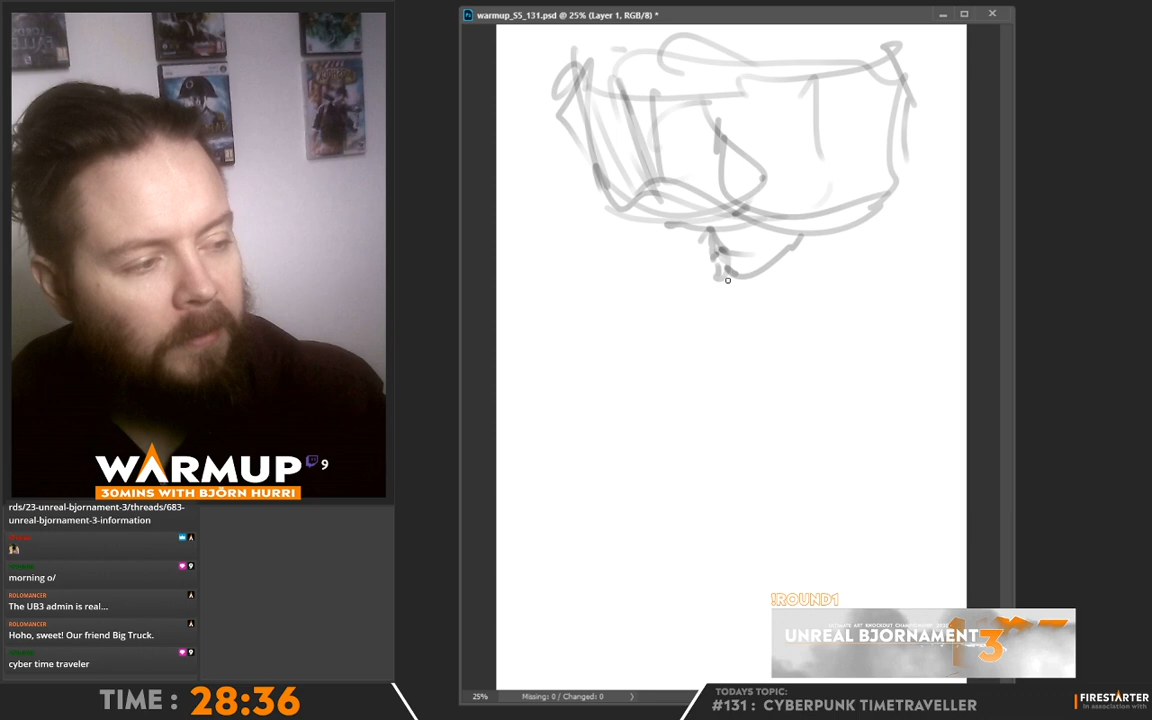 warmup_S5_131.psd @ 25% (Layer 1, RGB/8) *
WARMUP 9
30MINS WITH BJÖRN HURRI
rds/23-unreal-bjornament-3/threads/683-
unreal-bjornament-3-information
morning o/
ROLOMANCER
The UB3 admin is real...
ROLOMANCER
Hoho, sweet! Our friend Big Truck.
cyber time traveler
!ROUND1
UNREAL BJORNAMENT 3
25% Missing: 0 / Changed: 0
TIME : 28:36
TODAYS TOPIC:
#131 : CYBERPUNK TIMETRAVELLER
FIRESTARTER
in association with